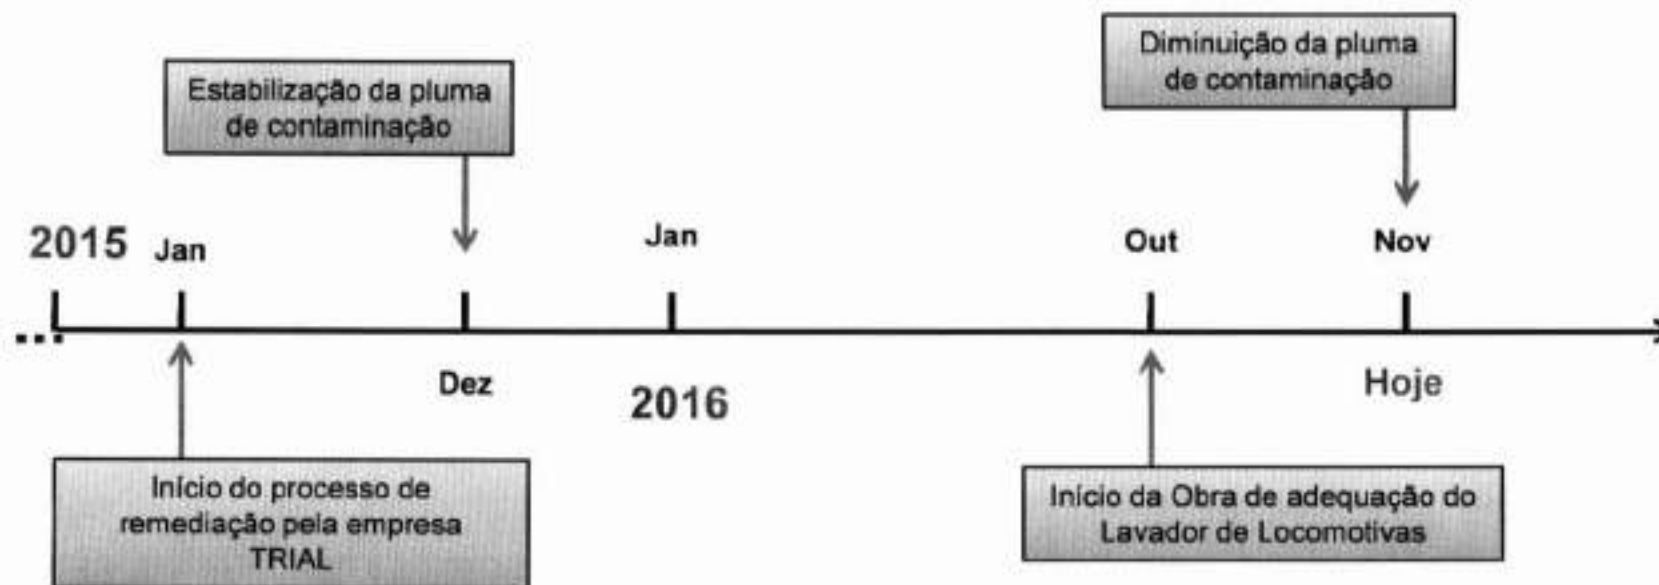 Diminuição da pluma
de contaminação
Estabilização da pluma
de contaminação
2015 Jan
Jan
Out
Nov
...
Dez
2016
Hoje
Início do processo de
remediação pela empresa
TRIAL
Início da Obra de adequação do
Lavador de Locomotivas